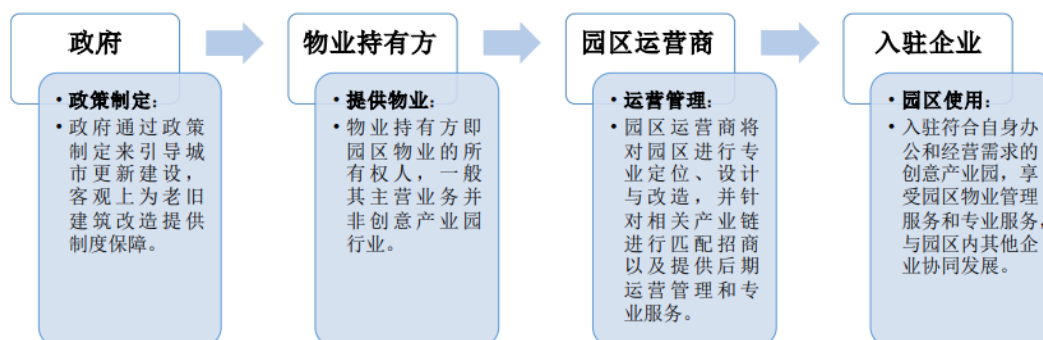 政府
物业持有方
园区运营商
入驻企业
• 政策制定：
• 政府通过政策
制定来引导城
市更新建设，
客观上为老旧
建筑改造提供
制度保障。
• 提供物业：
• 物业持有方即
园区物业的所
有权人，一般
其主营业务并
非创意产业园
行业。
• 运营管理：
• 园区运营商将
对园区进行专
业定位、设计
与改造，并针
对相关产业链
进行匹配招商
以及提供后期
运营管理和专
业服务。
• 园区使用：
• 入驻符合自身办
公和经营需求的
创意产业园，享
受园区物业管理
服务和专业服务，
与园区内其他企
业协同发展。